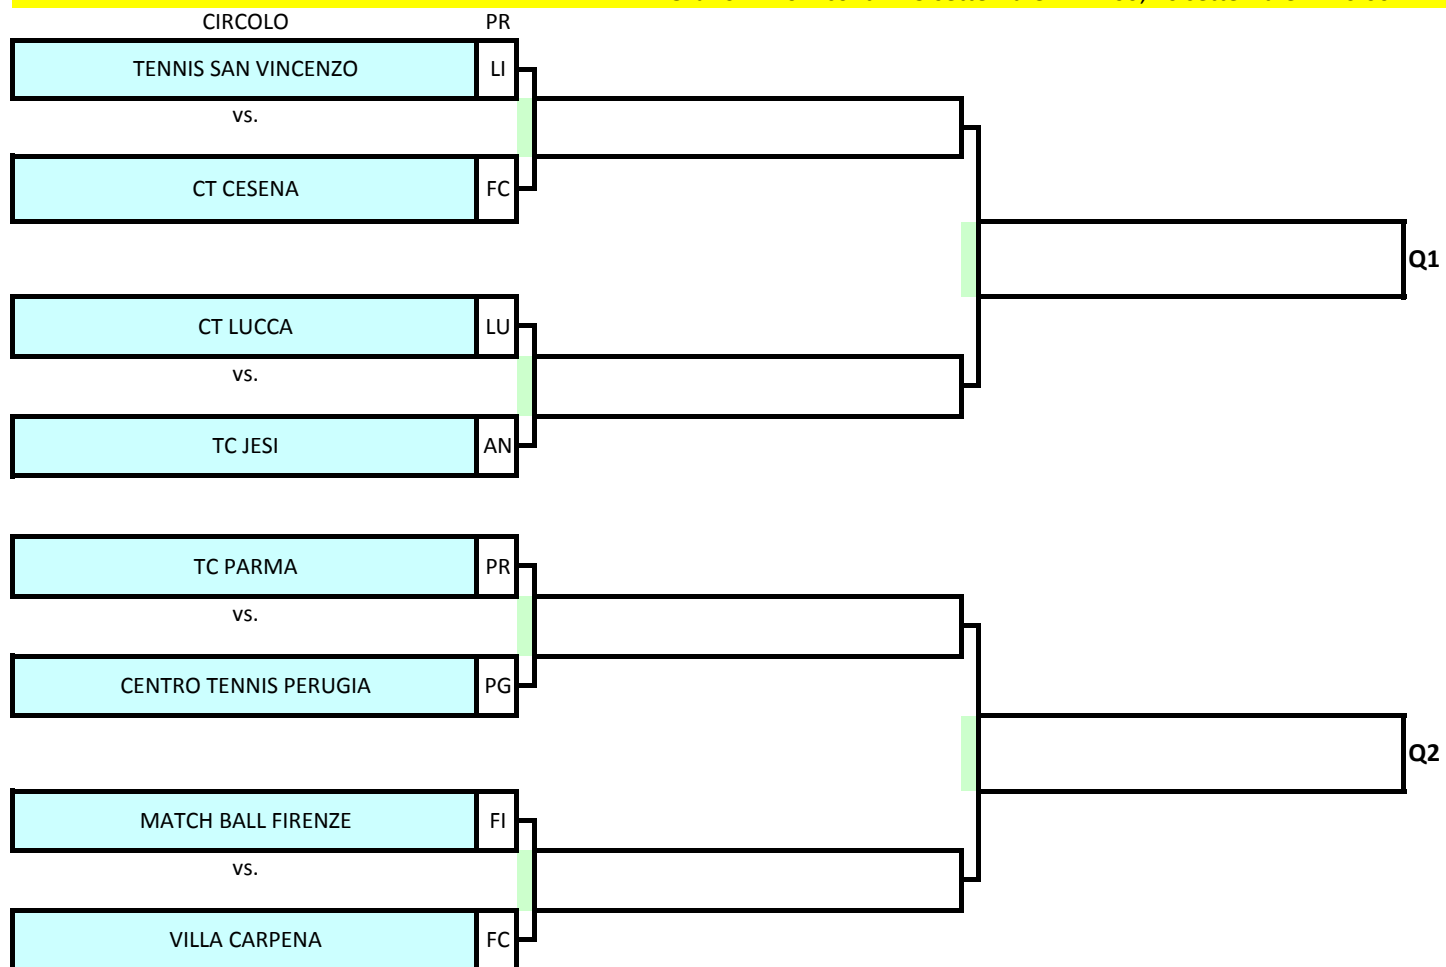 CIRCOLO PR
TENNIS SAN VINCENZO LI
vs.
CT CESENA FC
Q1
CT LUCCA LU
vs.
TC JESI AN
TC PARMA PR
vs.
CENTRO TENNIS PERUGIA PG
Q2
MATCH BALL FIRENZE FI
vs.
VILLA CARPENA FC